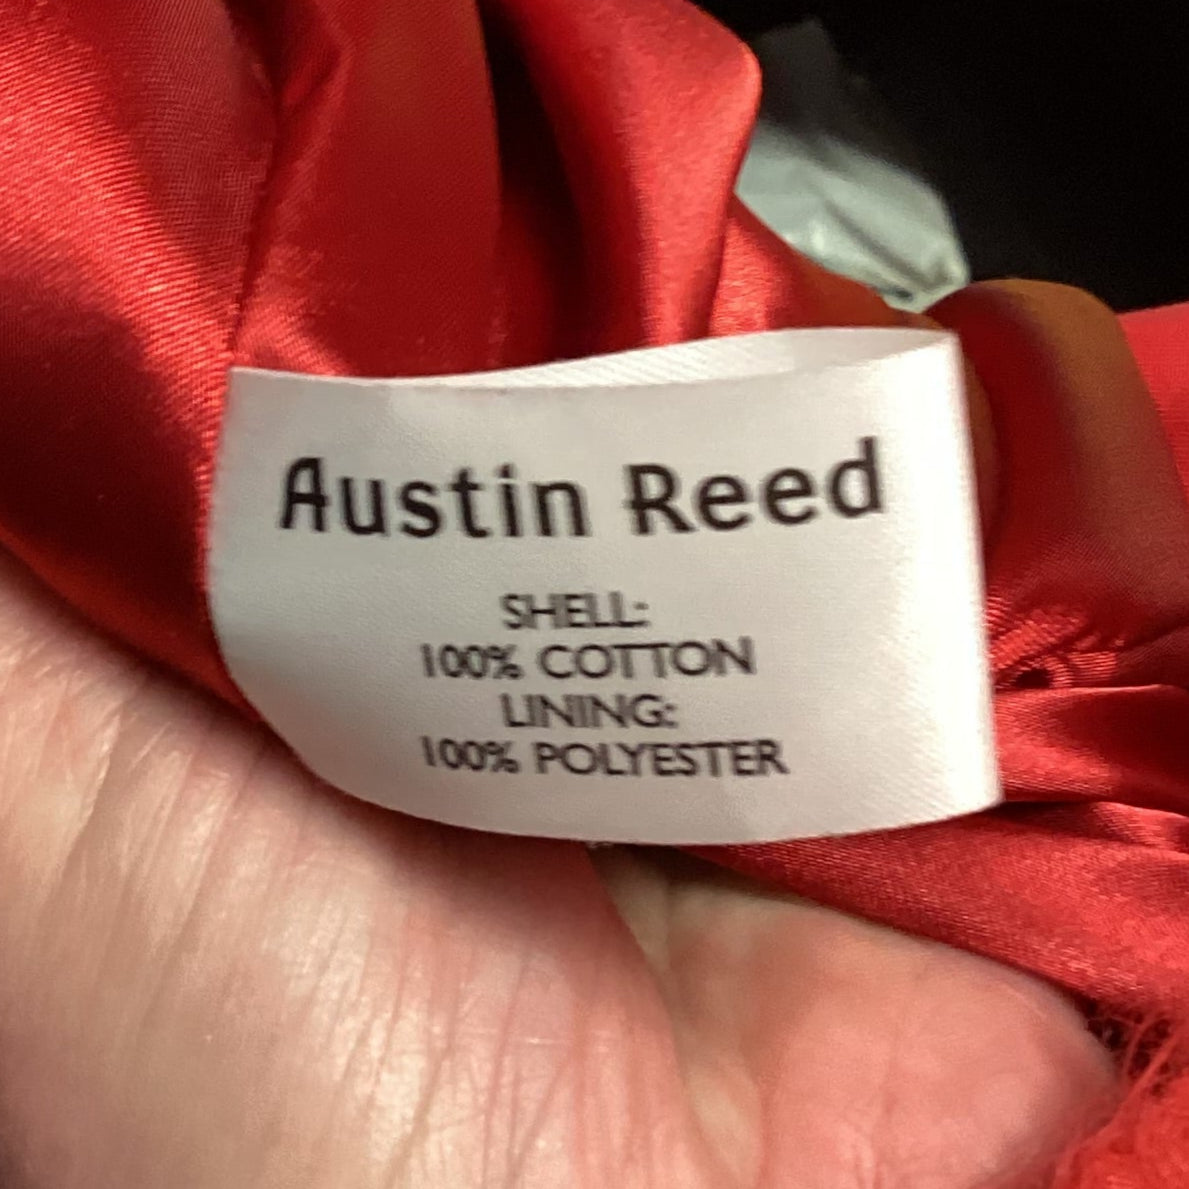 Austin Reed
SHELL:
100% COTTON
LINING:
100% POLYESTER